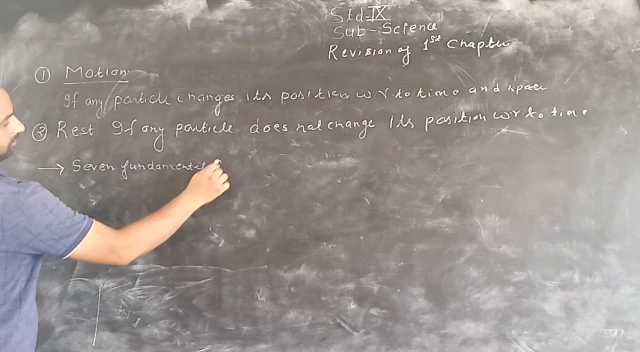 Std-IX
Sub-Science
Revision of 1st Chapter
① Motion
If any particle changes its position w r to time and space
② Rest If any particle does not change its position w r to time
→ Seven fundamental